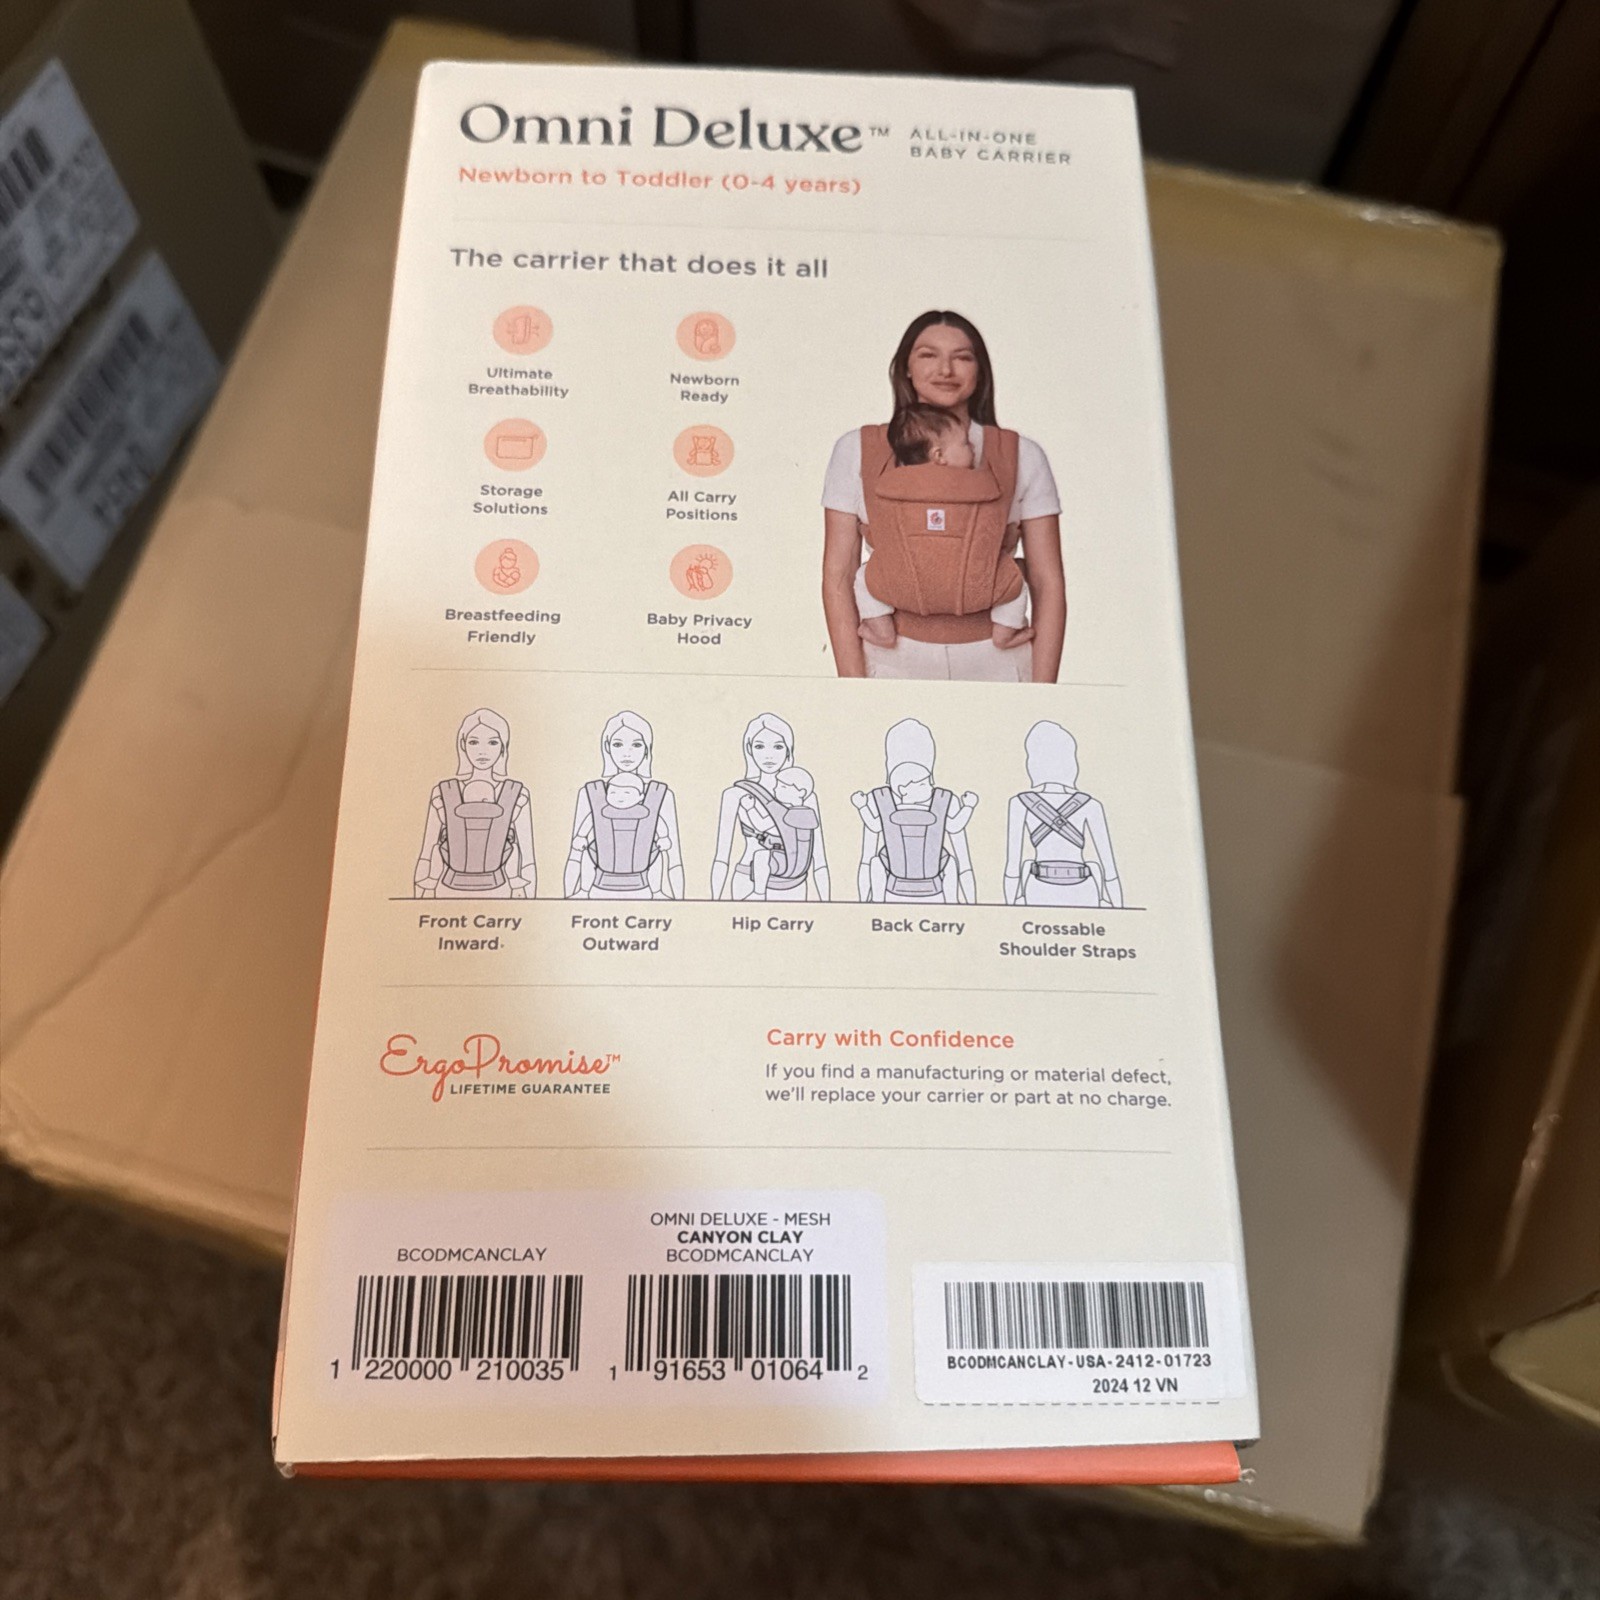 Omni Deluxe™
ALL-IN-ONE
BABY CARRIER
Newborn to Toddler (0-4 years)
The carrier that does it all
Ultimate
Breathability
Newborn
Ready
Storage
Solutions
All Carry
Positions
Breastfeeding
Friendly
Baby Privacy
Hood
Front Carry
Inward
Front Carry
Outward
Hip Carry
Back Carry
Crossable
Shoulder Straps
ErgoPromise™
LIFETIME GUARANTEE
Carry with Confidence
If you find a manufacturing or material defect,
we'll replace your carrier or part at no charge.
BCODMCANCLAY
1 220000 210035
OMNI DELUXE - MESH
CANYON CLAY
BCODMCANCLAY
1 91653 01064 2
BCODMCANCLAY-USA-2412-01723
2024 12 VN